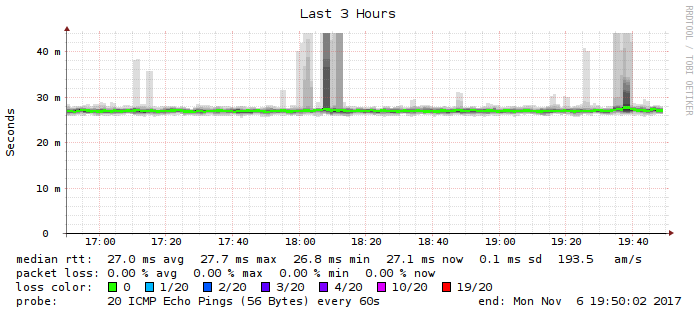 Last 3 Hours
RRDTOOL / TOBI OETIKER
Seconds
40 m
30 m
20 m
10 m
0
17:00 17:20 17:40 18:00 18:20 18:40 19:00 19:20 19:40
median rtt: 27.0 ms avg 27.7 ms max 26.8 ms min 27.1 ms now 0.1 ms sd 193.5 am/s
packet loss: 0.00 % avg 0.00 % max 0.00 % min 0.00 % now
loss color: 0 1/20 2/20 3/20 4/20 10/20 19/20
probe: 20 ICMP Echo Pings (56 Bytes) every 60s end: Mon Nov 6 19:50:02 2017